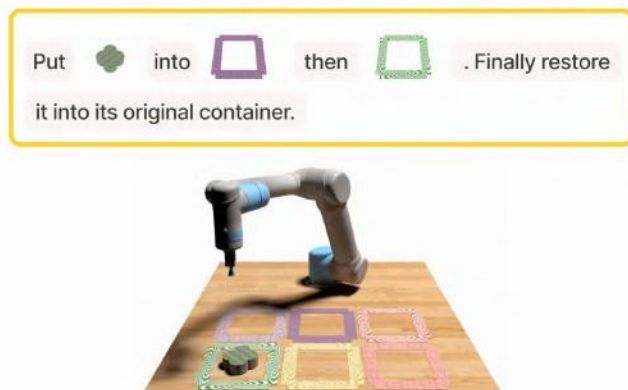 Put into then . Finally restore
it into its original container.